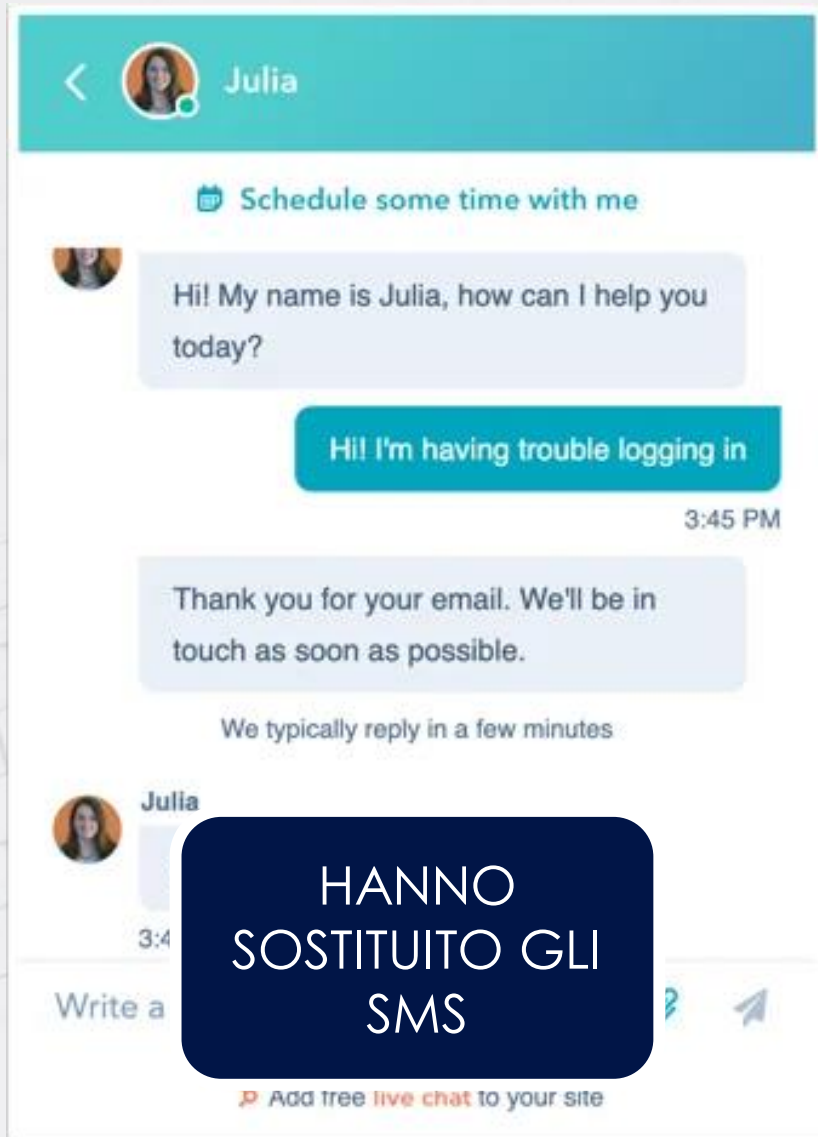 Julia
Schedule some time with me
Hi! My name is Julia, how can I help you
today?
Hi! I'm having trouble logging in
3:45 PM
Thank you for your email. We'll be in
touch as soon as possible.
We typically reply in a few minutes
Julia
HANNO
SOSTITUITO GLI
SMS
3:4
Write a
Add free live chat to your site